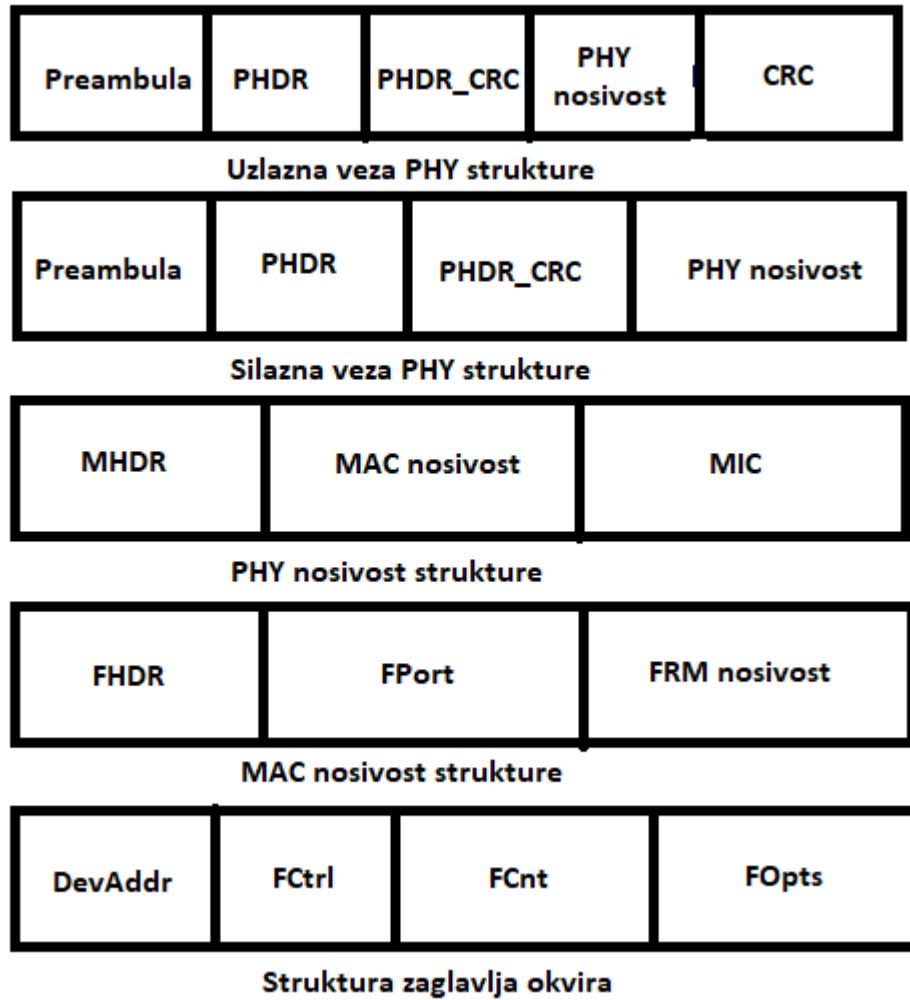 Preambula PHDR PHDR_CRC PHY nosivost CRC
Uzlazna veza PHY strukture
Preambula PHDR PHDR_CRC PHY nosivost
Silazna veza PHY strukture
MHDR MAC nosivost MIC
PHY nosivost strukture
FHDR FPort FRM nosivost
MAC nosivost strukture
DevAddr FCtrl FCnt FOpts
Struktura zaglavlja okvira